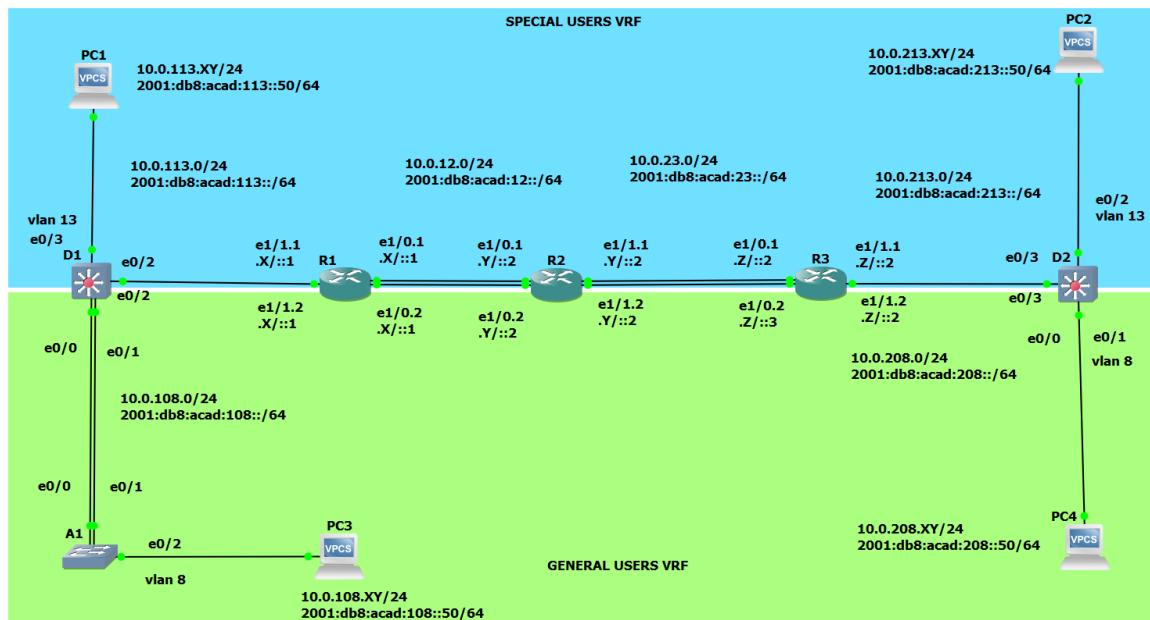 SPECIAL USERS VRF
PC1
VPCS
10.0.113.XY/24
2001:db8:acad:113::50/64
PC2
VPCS
10.0.213.XY/24
2001:db8:acad:213::50/64
10.0.113.0/24
2001:db8:acad:113::/64
10.0.12.0/24
2001:db8:acad:12::/64
10.0.23.0/24
2001:db8:acad:23::/64
10.0.213.0/24
2001:db8:acad:213::/64
vlan 13
e0/3
D1
e0/2
e0/2
e1/1.1
.X/::1
R1
e1/0.1
.X/::1
e1/0.1
.Y/::2
R2
e1/1.1
.Y/::2
e1/0.1
.Z/::2
R3
e1/1.1
.Z/::2
e0/3
D2
e0/2
vlan 13
e1/1.2
.X/::1
e1/0.2
.X/::1
e1/0.2
.Y/::2
e1/1.2
.Y/::2
e1/0.2
.Z/::3
e1/1.2
.Z/::2
e0/3
e0/0
e0/1
vlan 8
e0/0
e0/1
10.0.208.0/24
2001:db8:acad:208::/64
10.0.108.0/24
2001:db8:acad:108::/64
e0/0
e0/1
A1
e0/2
vlan 8
PC3
VPCS
10.0.108.XY/24
2001:db8:acad:108::50/64
PC4
VPCS
10.0.208.XY/24
2001:db8:acad:208::50/64
GENERAL USERS VRF